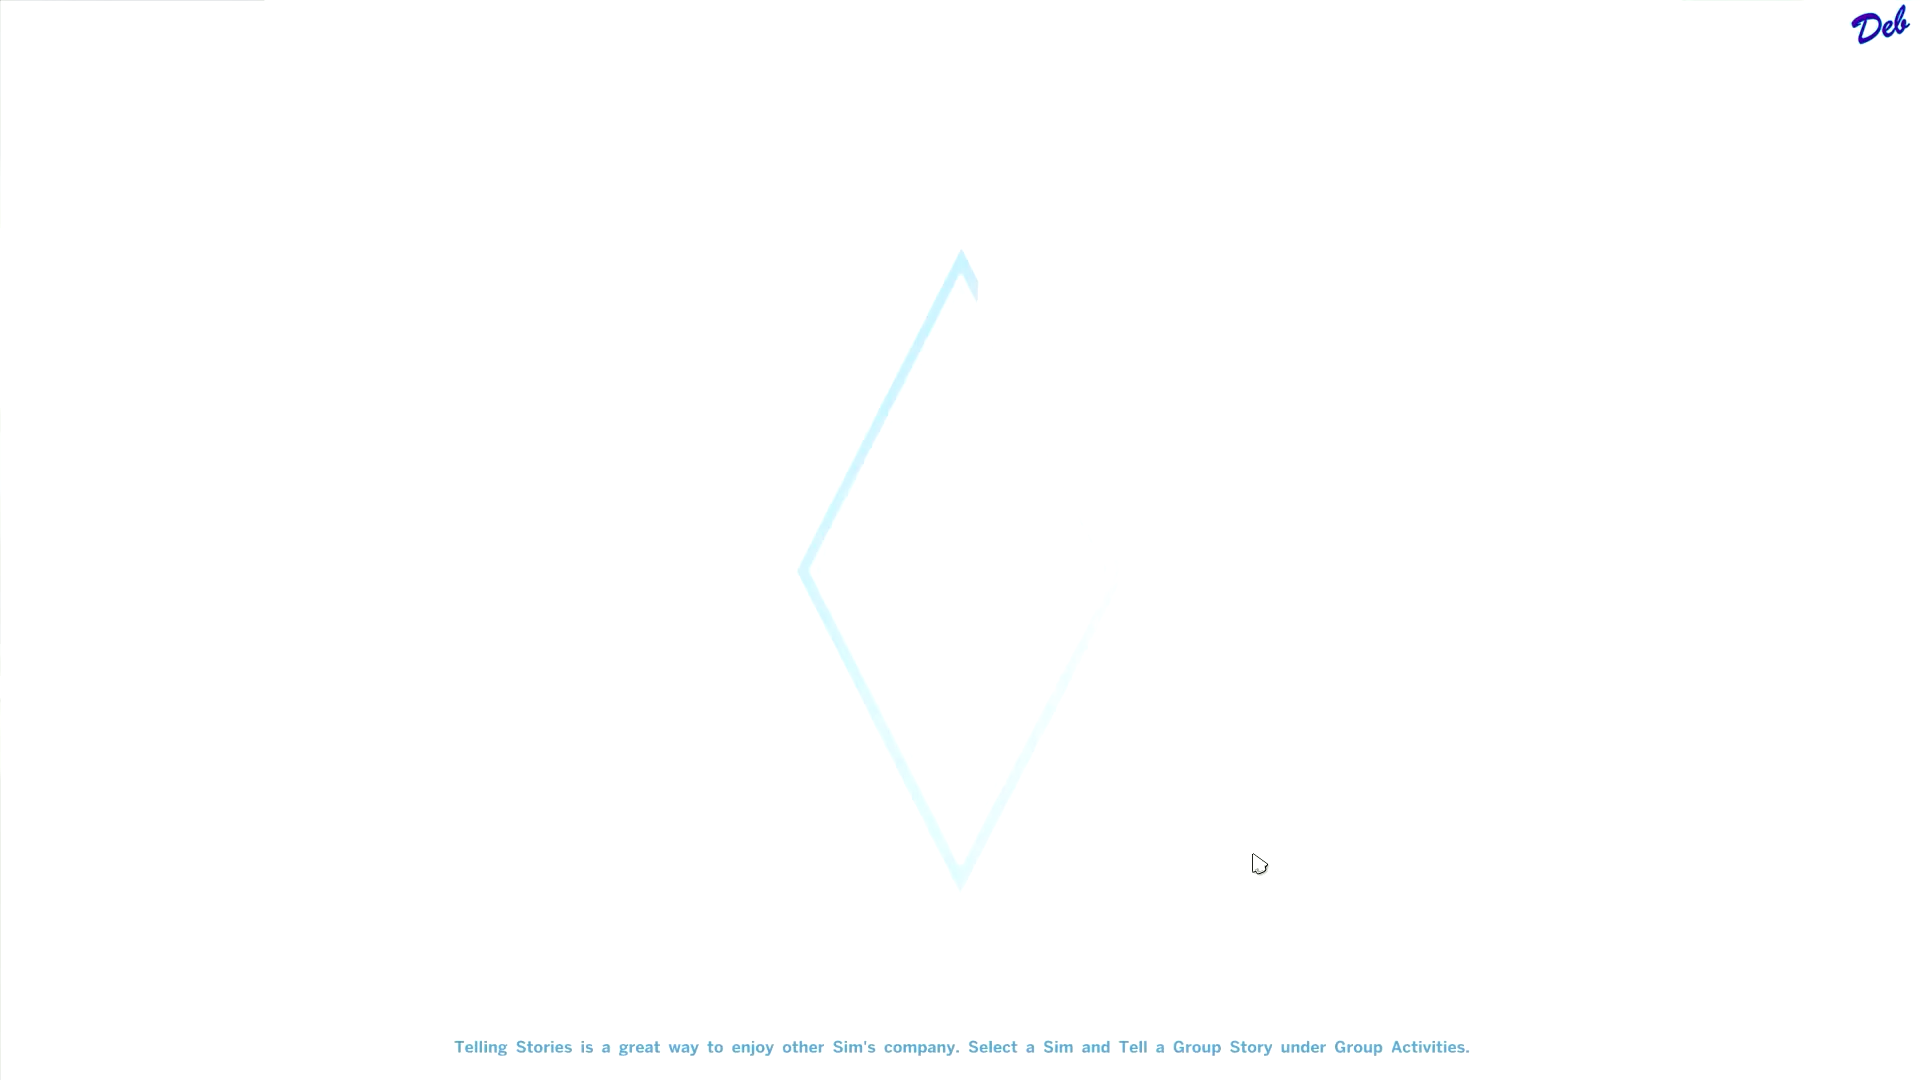 Deb
Telling Stories is a great way to enjoy other Sim's company. Select a Sim and Tell a Group Story under Group Activities.